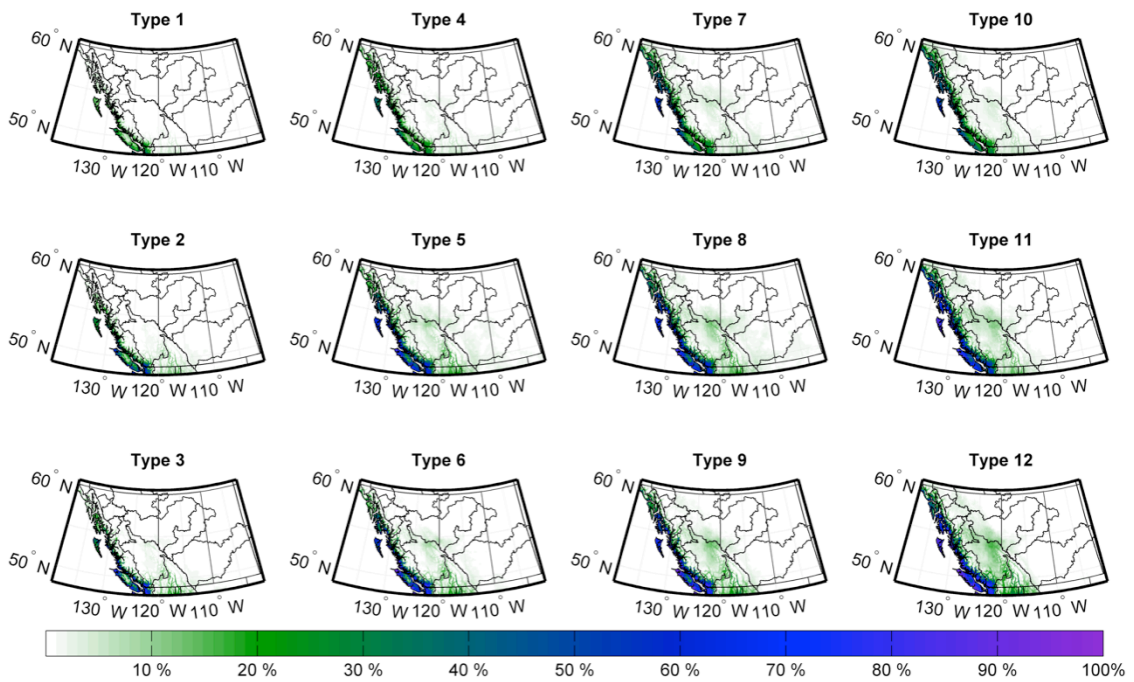 Type 1
Type 4
Type 7
Type 10
60° N
50° N
130° W 120° W 110° W
60° N
50° N
130° W 120° W 110° W
60° N
50° N
130° W 120° W 110° W
60° N
50° N
130° W 120° W 110° W
Type 2
Type 5
Type 8
Type 11
60° N
50° N
130° W 120° W 110° W
60° N
50° N
130° W 120° W 110° W
60° N
50° N
130° W 120° W 110° W
60° N
50° N
130° W 120° W 110° W
Type 3
Type 6
Type 9
Type 12
60° N
50° N
130° W 120° W 110° W
60° N
50° N
130° W 120° W 110° W
60° N
50° N
130° W 120° W 110° W
60° N
50° N
130° W 120° W 110° W
10 % 20 % 30 % 40 % 50 % 60 % 70 % 80 % 90 % 100%